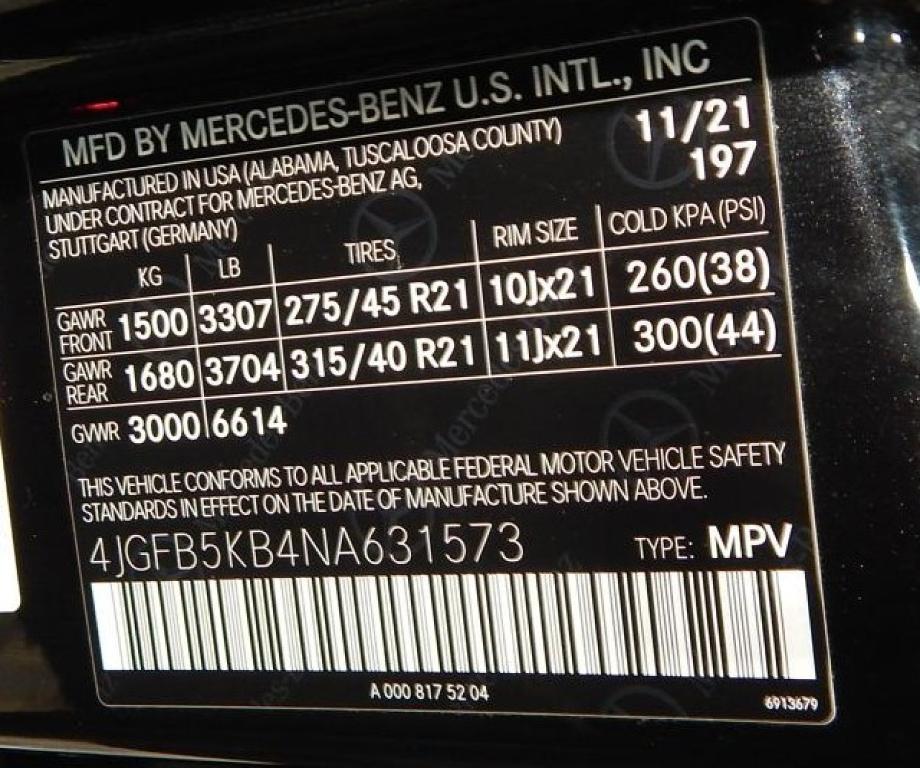 MFD BY MERCEDES-BENZ U.S. INTL., INC
MANUFACTURED IN USA (ALABAMA, TUSCALOOSA COUNTY) 11/21
UNDER CONTRACT FOR MERCEDES-BENZ AG, 197
STUTTGART (GERMANY)
KG LB TIRES RIM SIZE COLD KPA (PSI)
GAWR FRONT 1500 3307 275/45 R21 10Jx21 260(38)
GAWR REAR 1680 3704 315/40 R21 11Jx21 300(44)
GVWR 3000 6614
THIS VEHICLE CONFORMS TO ALL APPLICABLE FEDERAL MOTOR VEHICLE SAFETY
STANDARDS IN EFFECT ON THE DATE OF MANUFACTURE SHOWN ABOVE.
4JGFB5KB4NA631573 TYPE: MPV
A 000 817 52 04
6913679